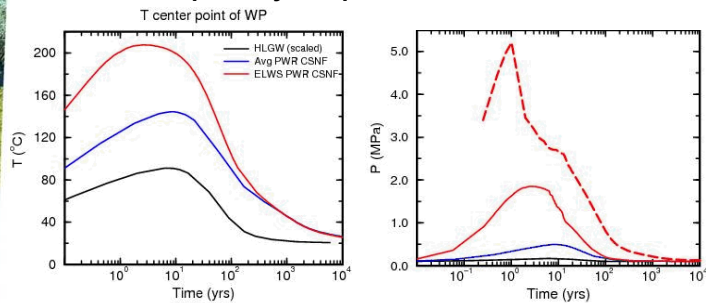 T center point of WP
HLGW (scaled)
Avg PWR CSNF
ELWS PWR CSNF
200
160
120
80
40
0
T (°C)
10⁰
10¹
10²
10³
10⁴
Time (yrs)
5.0
4.0
3.0
2.0
1.0
0.0
P (MPa)
10⁻¹
10⁰
10¹
10²
10³
10⁴
Time (yrs)